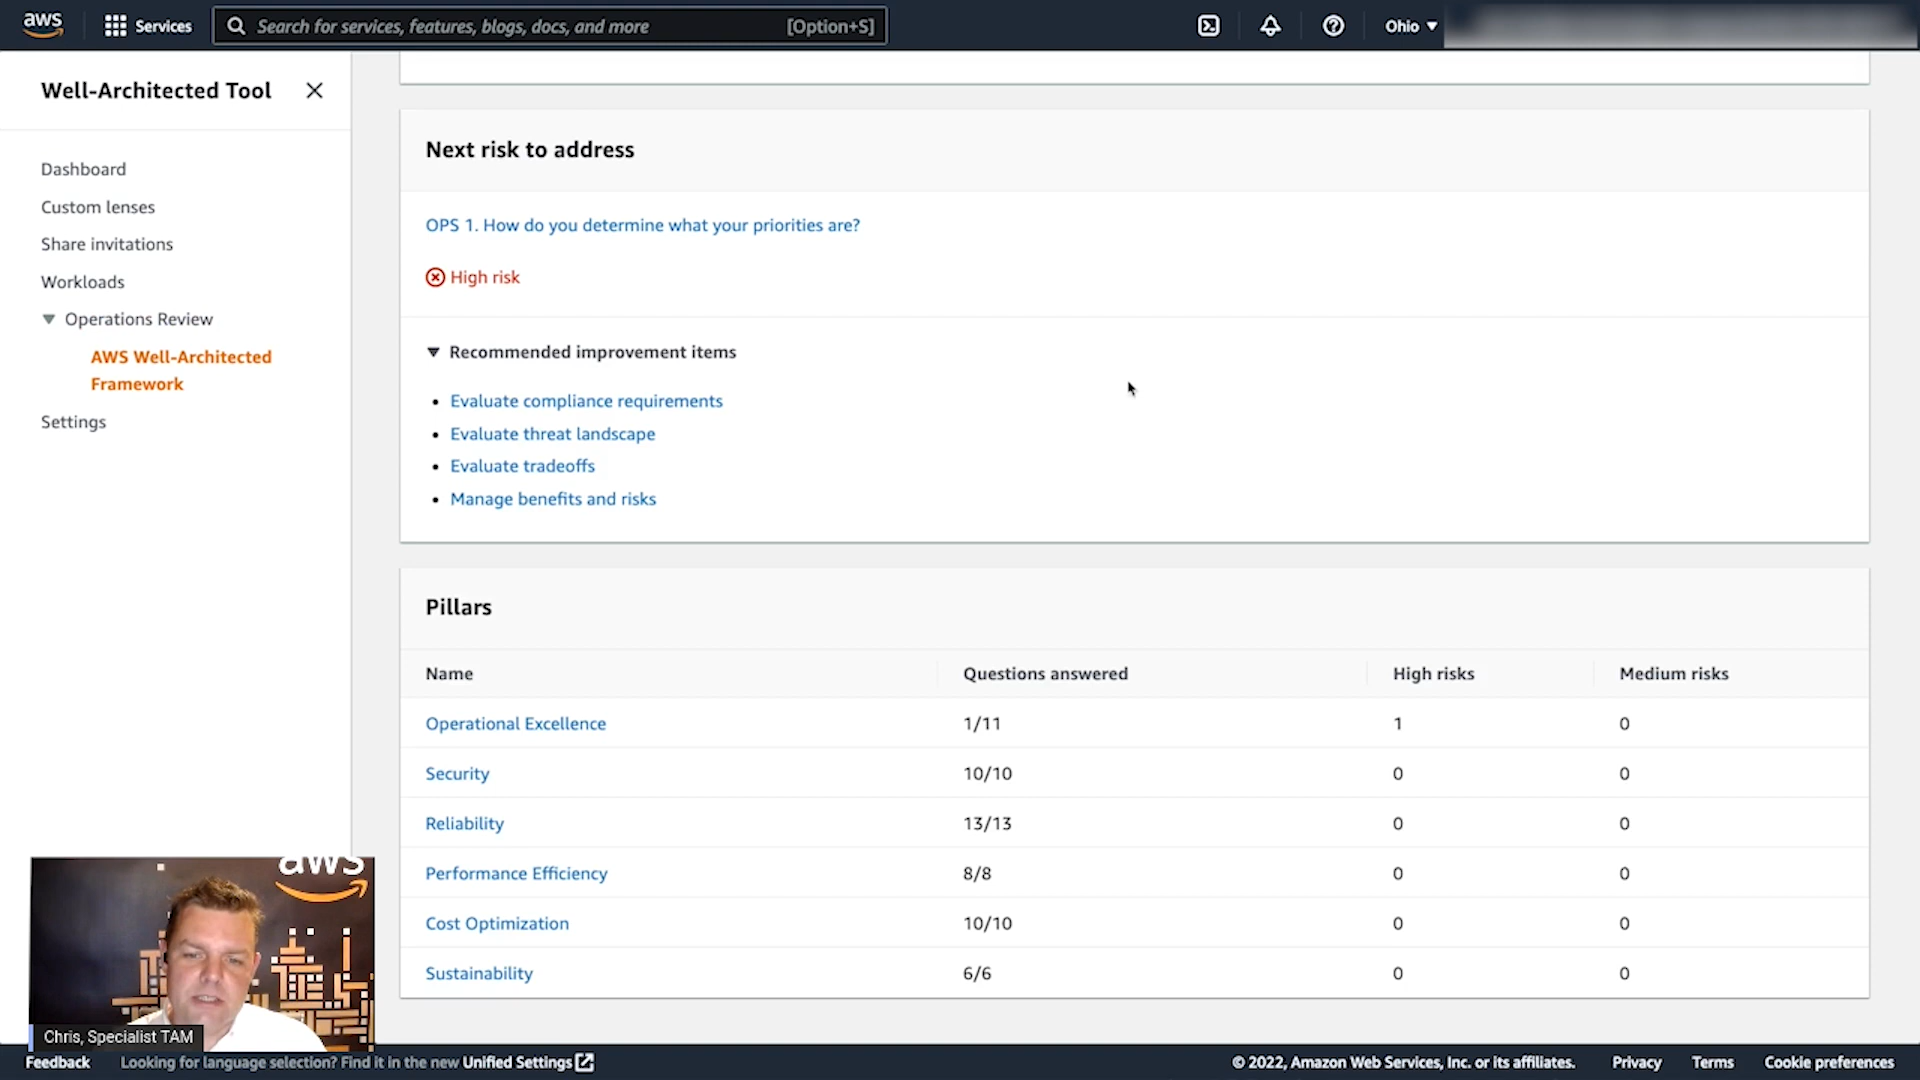 aws
Services
Search for services, features, blogs, docs, and more [Option+S]
Ohio
Well-Architected Tool
Dashboard
Custom lenses
Share invitations
Workloads
Operations Review
AWS Well-Architected
Framework
Settings
Next risk to address
OPS 1. How do you determine what your priorities are?
High risk
Recommended improvement items
Evaluate compliance requirements
Evaluate threat landscape
Evaluate tradeoffs
Manage benefits and risks
Pillars
Name Questions answered High risks Medium risks
Operational Excellence 1/11 1 0
Security 10/10 0 0
Reliability 13/13 0 0
Performance Efficiency 8/8 0 0
Cost Optimization 10/10 0 0
Sustainability 6/6 0 0
aws
Chris, Specialist TAM
Feedback Looking for language selection? Find it in the new Unified Settings
© 2022, Amazon Web Services, Inc. or its affiliates. Privacy Terms Cookie preferences